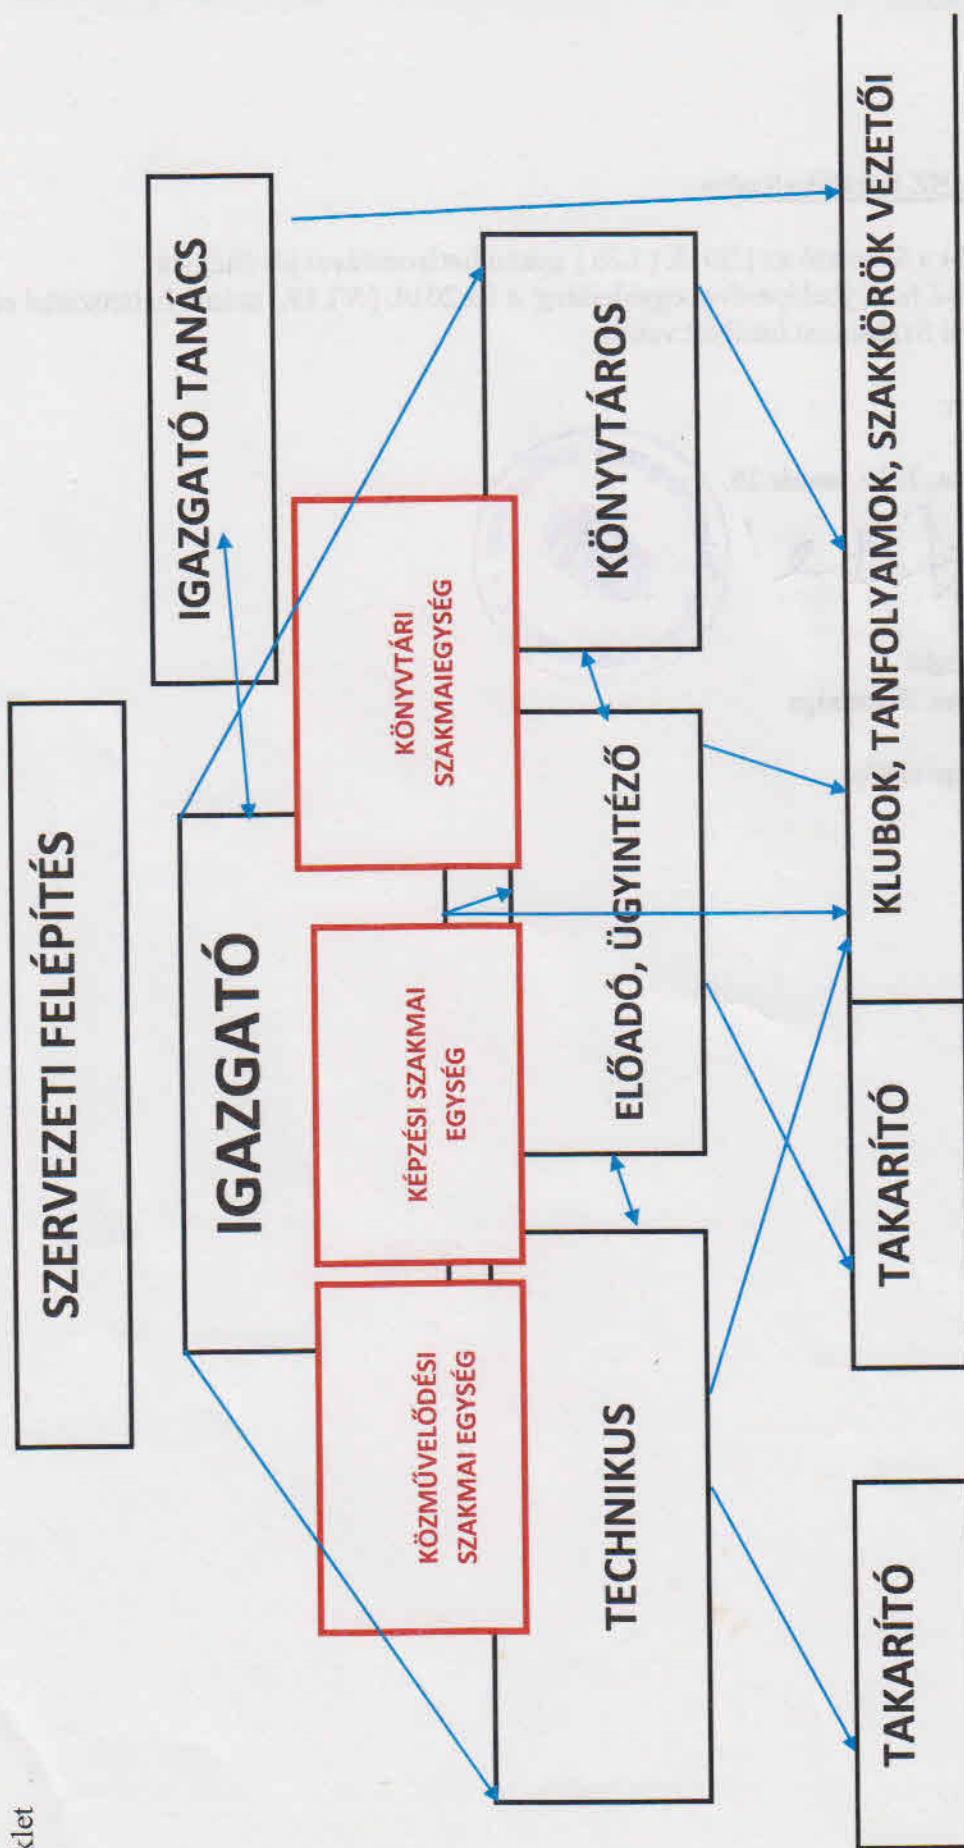 SZERVEZETI FELÉPÍTÉS
IGAZGATÓ TANÁCS
IGAZGATÓ
KÖZMŰVELŐDÉSI
SZAKMAI EGYSÉG
KÉPZÉSI SZAKMAI
EGYSÉG
KÖNYVTÁRI
SZAKMAIEGYSÉG
TECHNIKUS
ELŐADÓ, ÜGYINTÉZŐ
KÖNYVTÁROS
TAKARÍTÓ
TAKARÍTÓ
KLUBOK, TANFOLYAMOK, SZAKKÖRÖK VEZETŐI